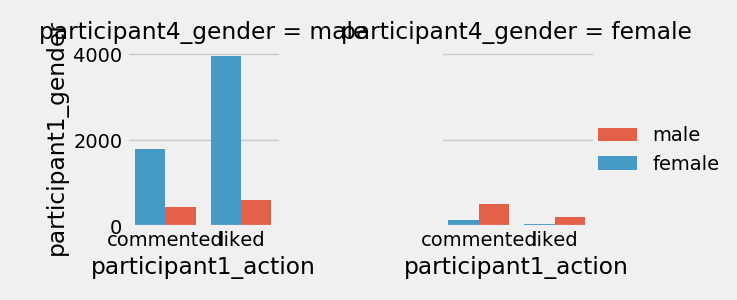 participant4_gender = male
participant4_gender = female
participant1_gender
4000
2000
0
commented
liked
commented
liked
participant1_action
participant1_action
male
female